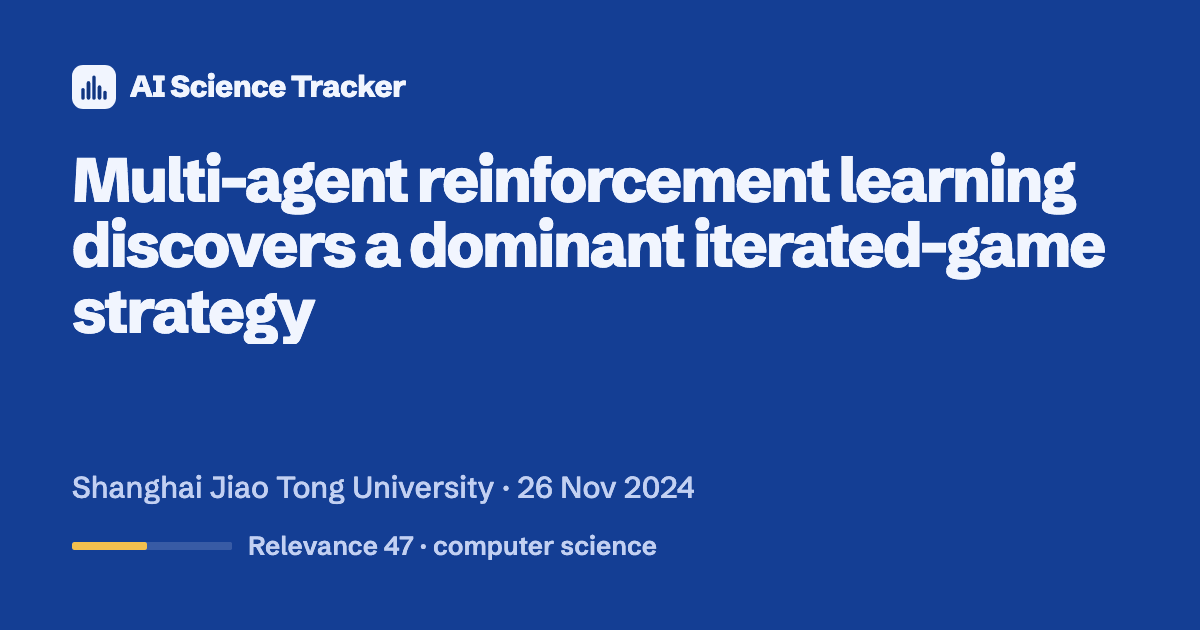 AI Science Tracker
Multi-agent reinforcement learning
discovers a dominant iterated-game
strategy
Shanghai Jiao Tong University · 26 Nov 2024
Relevance 47 · computer science